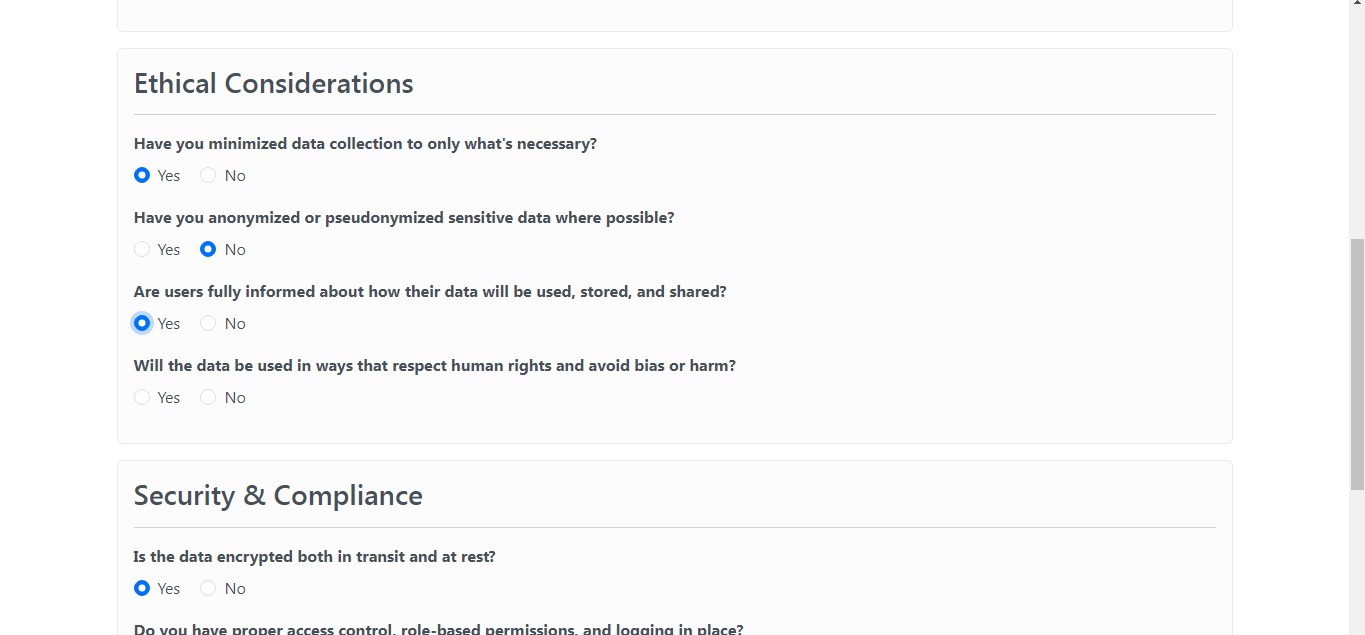 Ethical Considerations
Have you minimized data collection to only what's necessary?
Yes No
Have you anonymized or pseudonymized sensitive data where possible?
Yes No
Are users fully informed about how their data will be used, stored, and shared?
Yes No
Will the data be used in ways that respect human rights and avoid bias or harm?
Yes No
Security & Compliance
Is the data encrypted both in transit and at rest?
Yes No
Do you have proper access control, role-based permissions, and logging in place?